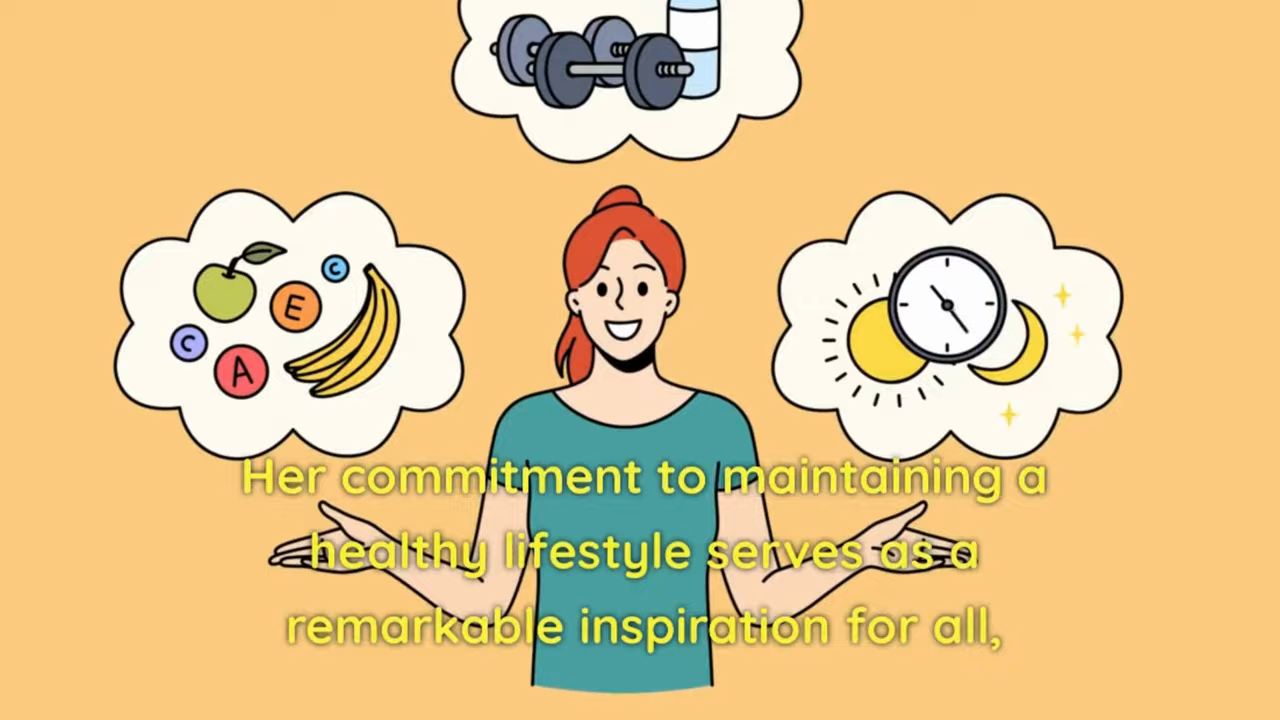 C
E
C
A
Her commitment to maintaining a
healthy lifestyle serves as a
remarkable inspiration for all,